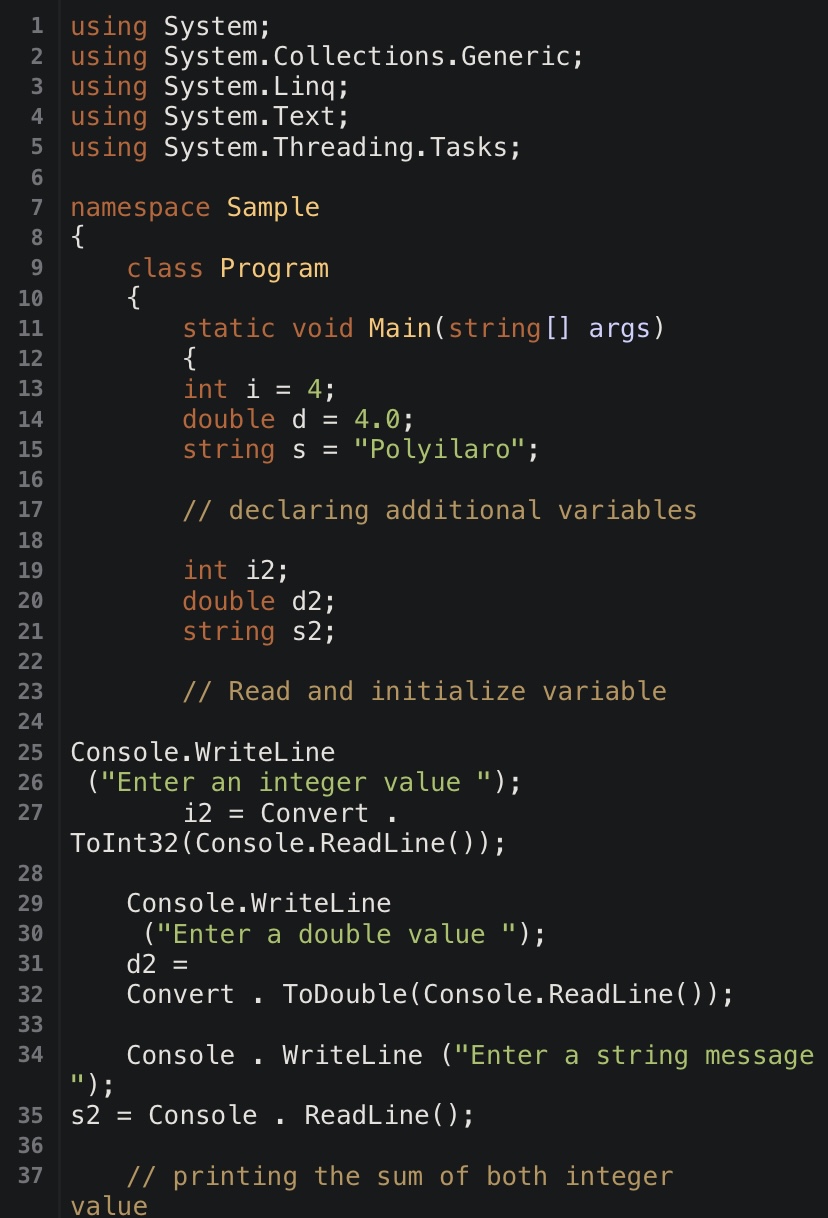 1 using System;
2 using System.Collections.Generic;
3 using System.Linq;
4 using System.Text;
5 using System.Threading.Tasks;
6
7 namespace Sample
8 {
9 class Program
10 {
11 static void Main(string[] args)
12 {
13 int i = 4;
14 double d = 4.0;
15 string s = "Polyilaro";
16
17 // declaring additional variables
18
19 int i2;
20 double d2;
21 string s2;
22
23 // Read and initialize variable
24
25 Console.WriteLine
26 ("Enter an integer value ");
27 i2 = Convert .
ToInt32(Console.ReadLine());
28
29 Console.WriteLine
30 ("Enter a double value ");
31 d2 =
32 Convert . ToDouble(Console.ReadLine());
33
34 Console . WriteLine ("Enter a string message
");
35 s2 = Console . ReadLine();
36
37 // printing the sum of both integer
value